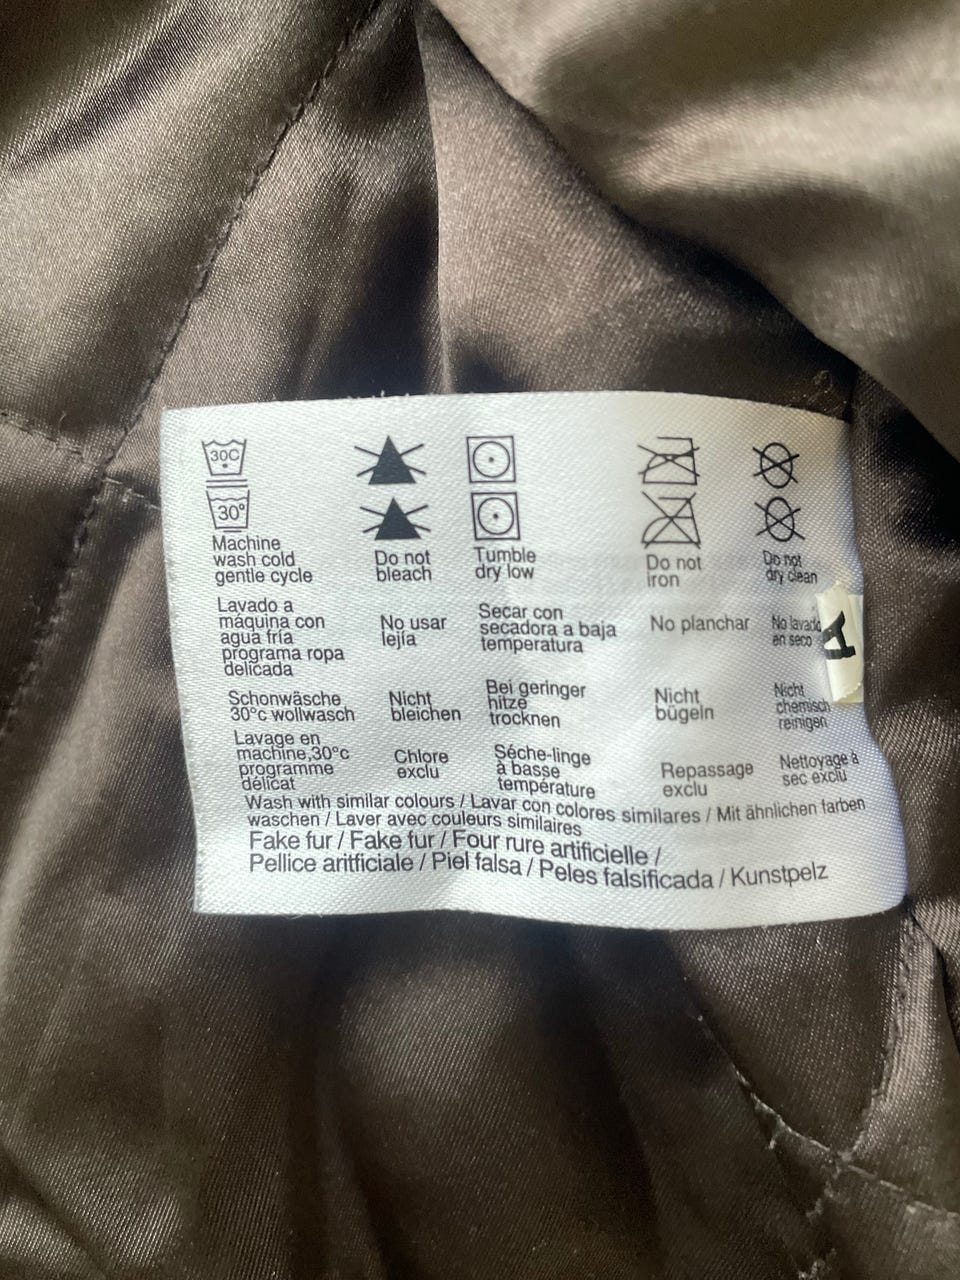 30C
30°
Machine
wash cold
gentle cycle
Do not
bleach
Tumble
dry low
Do not
iron
Do not
dry clean
Lavado a
máquina con
agua fría
programa ropa
delicada
No usar
lejía
Secar con
secadora a baja
temperatura
No planchar
No lavado
en seco
A
Schonwäsche
30°c wollwasch
Nicht
bleichen
Bei geringer
hitze
trocknen
Nicht
bügeln
Nicht
chemisch
reinigen
Lavage en
machine,30°c
programme
délicat
Chlore
exclu
Séche-linge
à basse
température
Repassage
exclu
Nettoyage à
sec exclu
Wash with similar colours / Lavar con colores similares / Mit ähnlichen farben
waschen / Laver avec couleurs similaires
Fake fur / Fake fur / Four rure artificielle /
Pellice aritficiale / Piel falsa / Peles falsificada / Kunstpelz